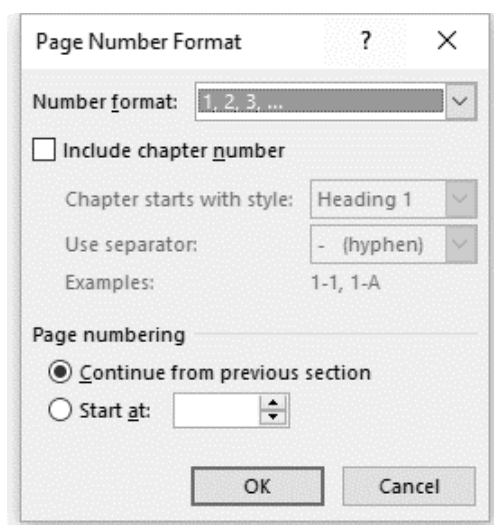 Page Number Format ? ×
Number format: 1, 2, 3, ...
Include chapter number
Chapter starts with style: Heading 1
Use separator: - (hyphen)
Examples: 1-1, 1-A
Page numbering
Continue from previous section
Start at:
OK Cancel